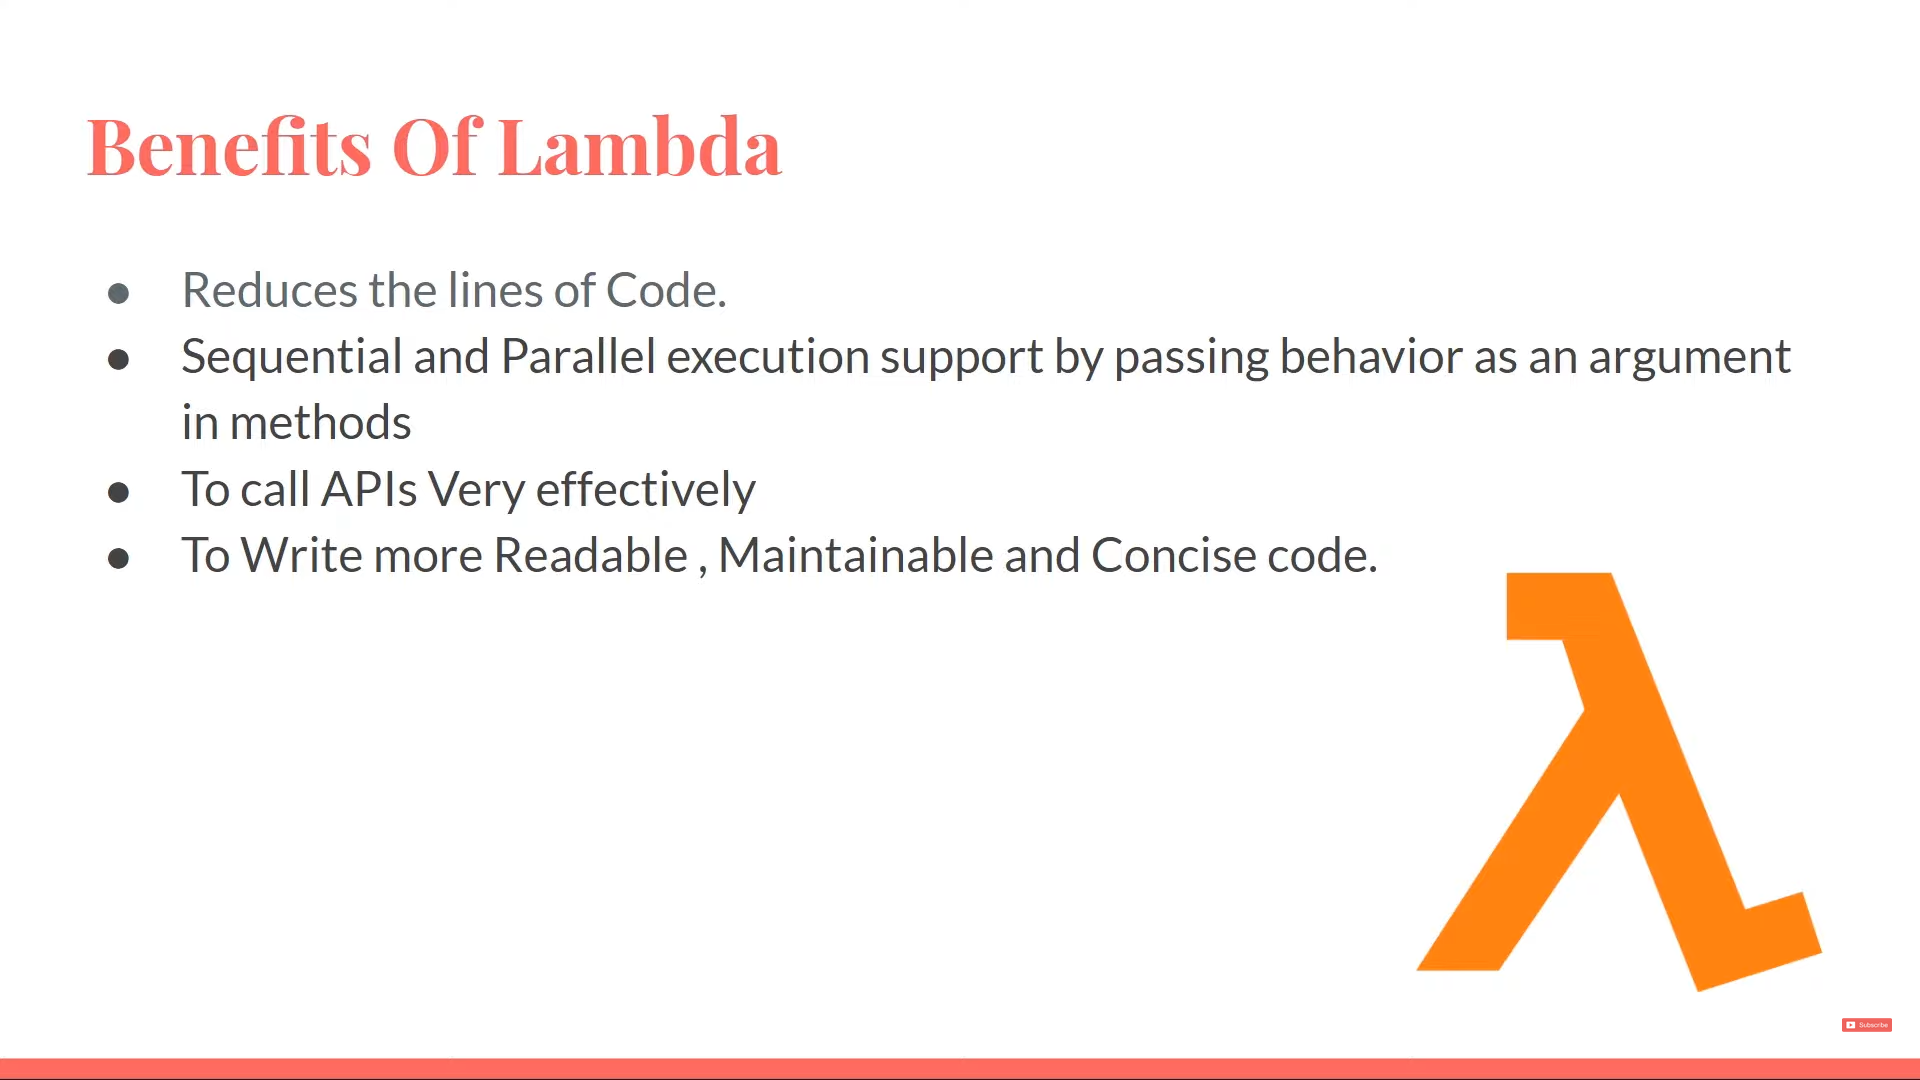 Benefits Of Lambda
● Reduces the lines of Code.
● Sequential and Parallel execution support by passing behavior as an argument
in methods
● To call APIs Very effectively
● To Write more Readable , Maintainable and Concise code.
λ
Subscribe